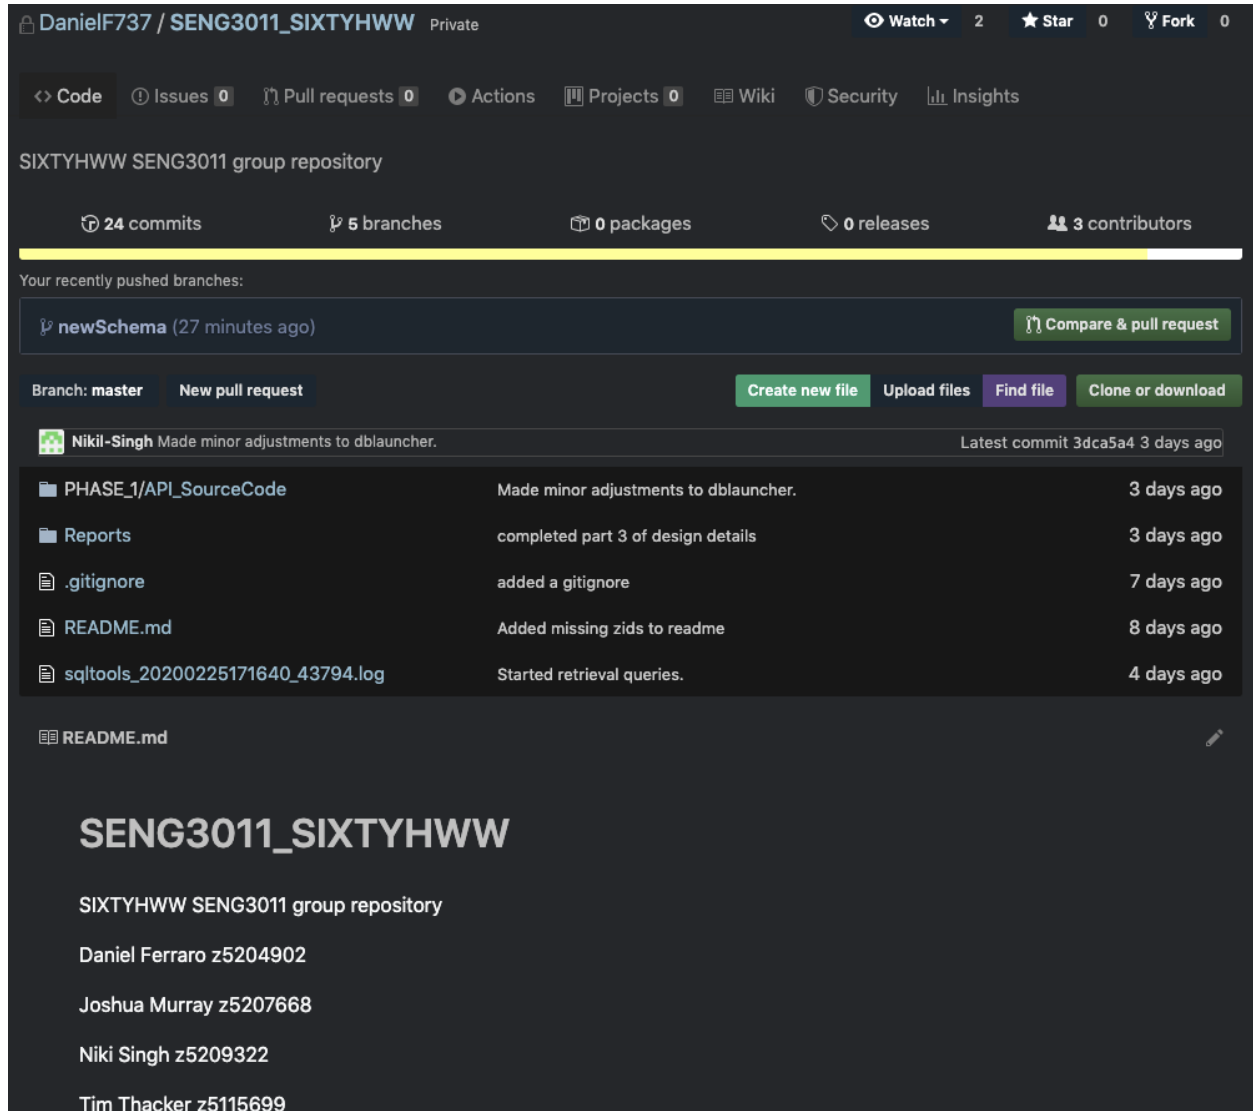 DanielF737 / SENG3011_SIXTYHWW Private Watch 2 Star 0 Fork 0
Code Issues 0 Pull requests 0 Actions Projects 0 Wiki Security Insights
SIXTYHWW SENG3011 group repository
24 commits 5 branches 0 packages 0 releases 3 contributors
Your recently pushed branches:
newSchema (27 minutes ago) Compare & pull request
Branch: master New pull request Create new file Upload files Find file Clone or download
Nikil-Singh Made minor adjustments to dblauncher. Latest commit 3dca5a4 3 days ago
PHASE_1/API_SourceCode Made minor adjustments to dblauncher. 3 days ago
Reports completed part 3 of design details 3 days ago
.gitignore added a gitignore 7 days ago
README.md Added missing zids to readme 8 days ago
sqltools_20200225171640_43794.log Started retrieval queries. 4 days ago
README.md
SENG3011_SIXTYHWW
SIXTYHWW SENG3011 group repository
Daniel Ferraro z5204902
Joshua Murray z5207668
Niki Singh z5209322
Tim Thacker z5115699